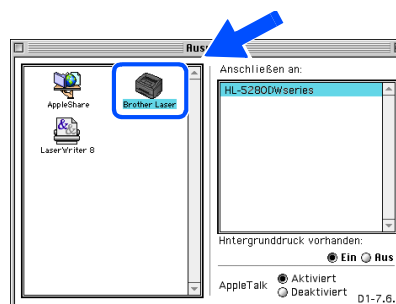 Aus
Anschließen an:
AppleShare
Brother Laser
HL-5280DWseries
LaserWriter 8
Hntergrunddruck vorhanden:
Ein Aus
AppleTalk Aktiviert
Deaktiviert
D1-7.6.